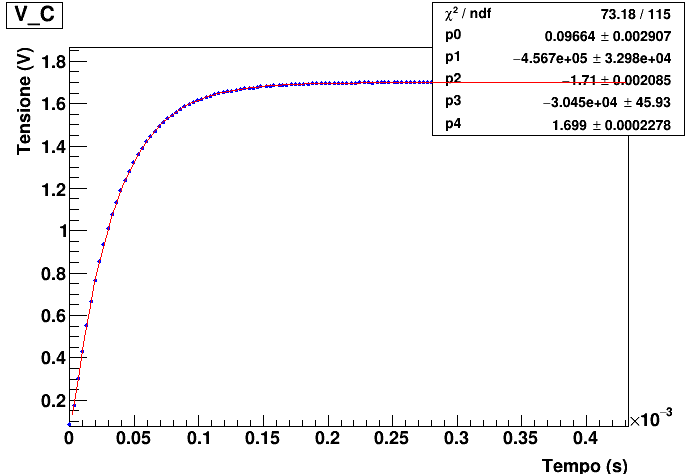 V_C
χ² / ndf 73.18 / 115
p0 0.09664 ± 0.002907
p1 −4.567e+05 ± 3.298e+04
p2 −1.71 ± 0.002085
p3 −3.045e+04 ± 45.93
p4 1.699 ± 0.0002278
Tensione (V)
1.8
1.6
1.4
1.2
1
0.8
0.6
0.4
0.2
0 0.05 0.1 0.15 0.2 0.25 0.3 0.35 0.4
×10⁻³
Tempo (s)